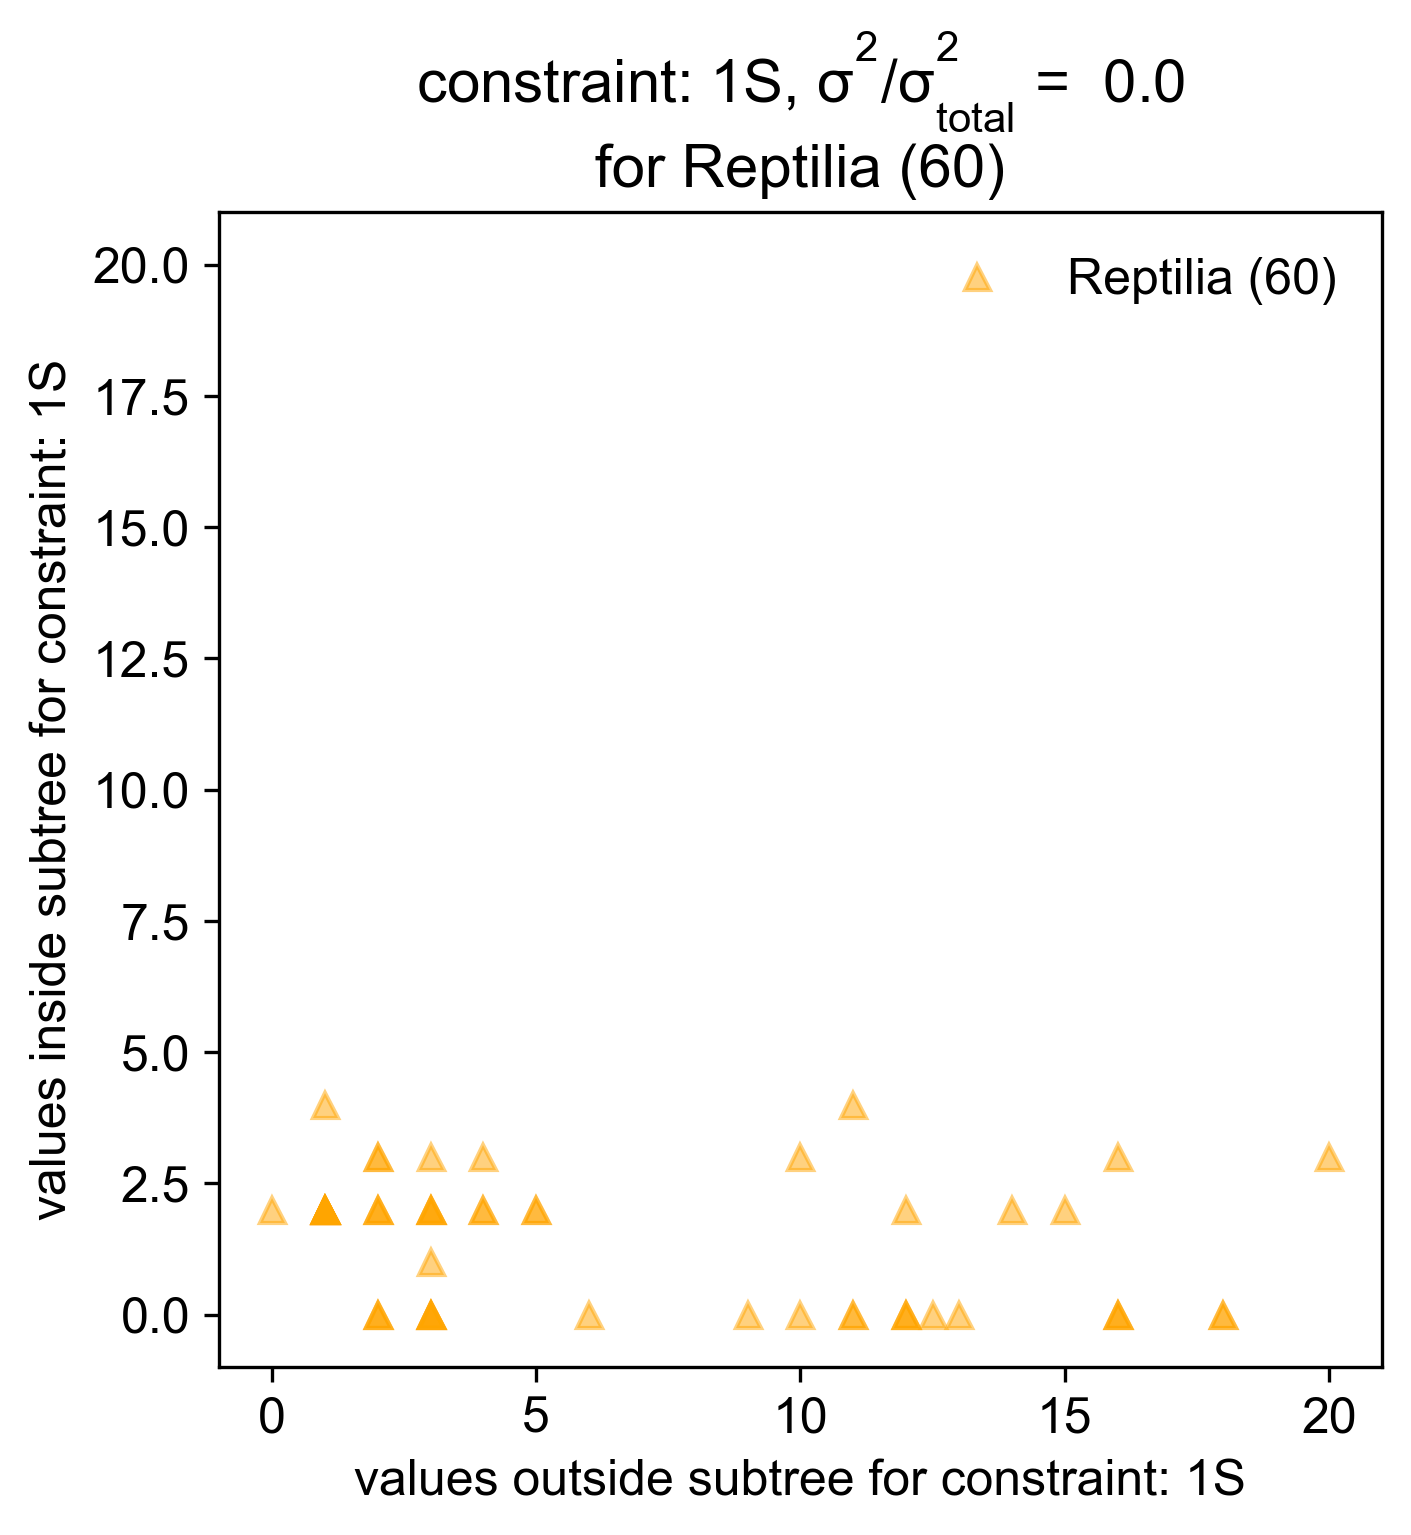 constraint: 1S, σ²/σ²total = 0.0
for Reptilia (60)
Reptilia (60)
20.0
17.5
15.0
12.5
10.0
7.5
5.0
2.5
0.0
values inside subtree for constraint: 1S
0 5 10 15 20
values outside subtree for constraint: 1S